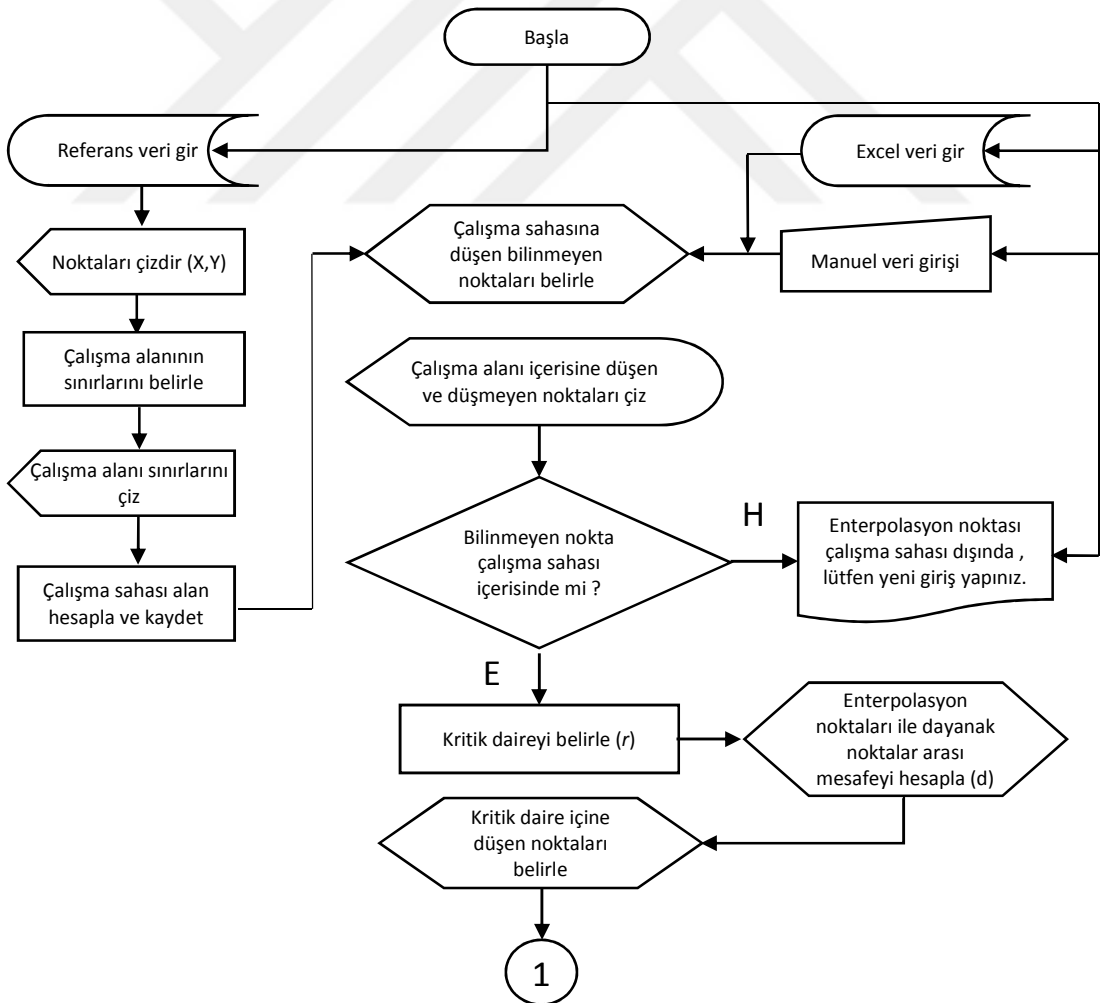 Başla
Referans veri gir
Excel veri gir
Noktaları çizdir (X,Y)
Çalışma sahasına
düşen bilinmeyen
noktaları belirle
Manuel veri girişi
Çalışma alanının
sınırlarını belirle
Çalışma alanı içerisine düşen
ve düşmeyen noktaları çiz
Çalışma alanı sınırlarını
çiz
Çalışma sahası alan
hesapla ve kaydet
Bilinmeyen nokta
çalışma sahası
içerisinde mi ?
H
Enterpolasyon noktası
çalışma sahası dışında ,
lütfen yeni giriş yapınız.
E
Kritik daireyi belirle (r)
Enterpolasyon
noktaları ile dayanak
noktalar arası
mesafeyi hesapla (d)
Kritik daire içine
düşen noktaları
belirle
1